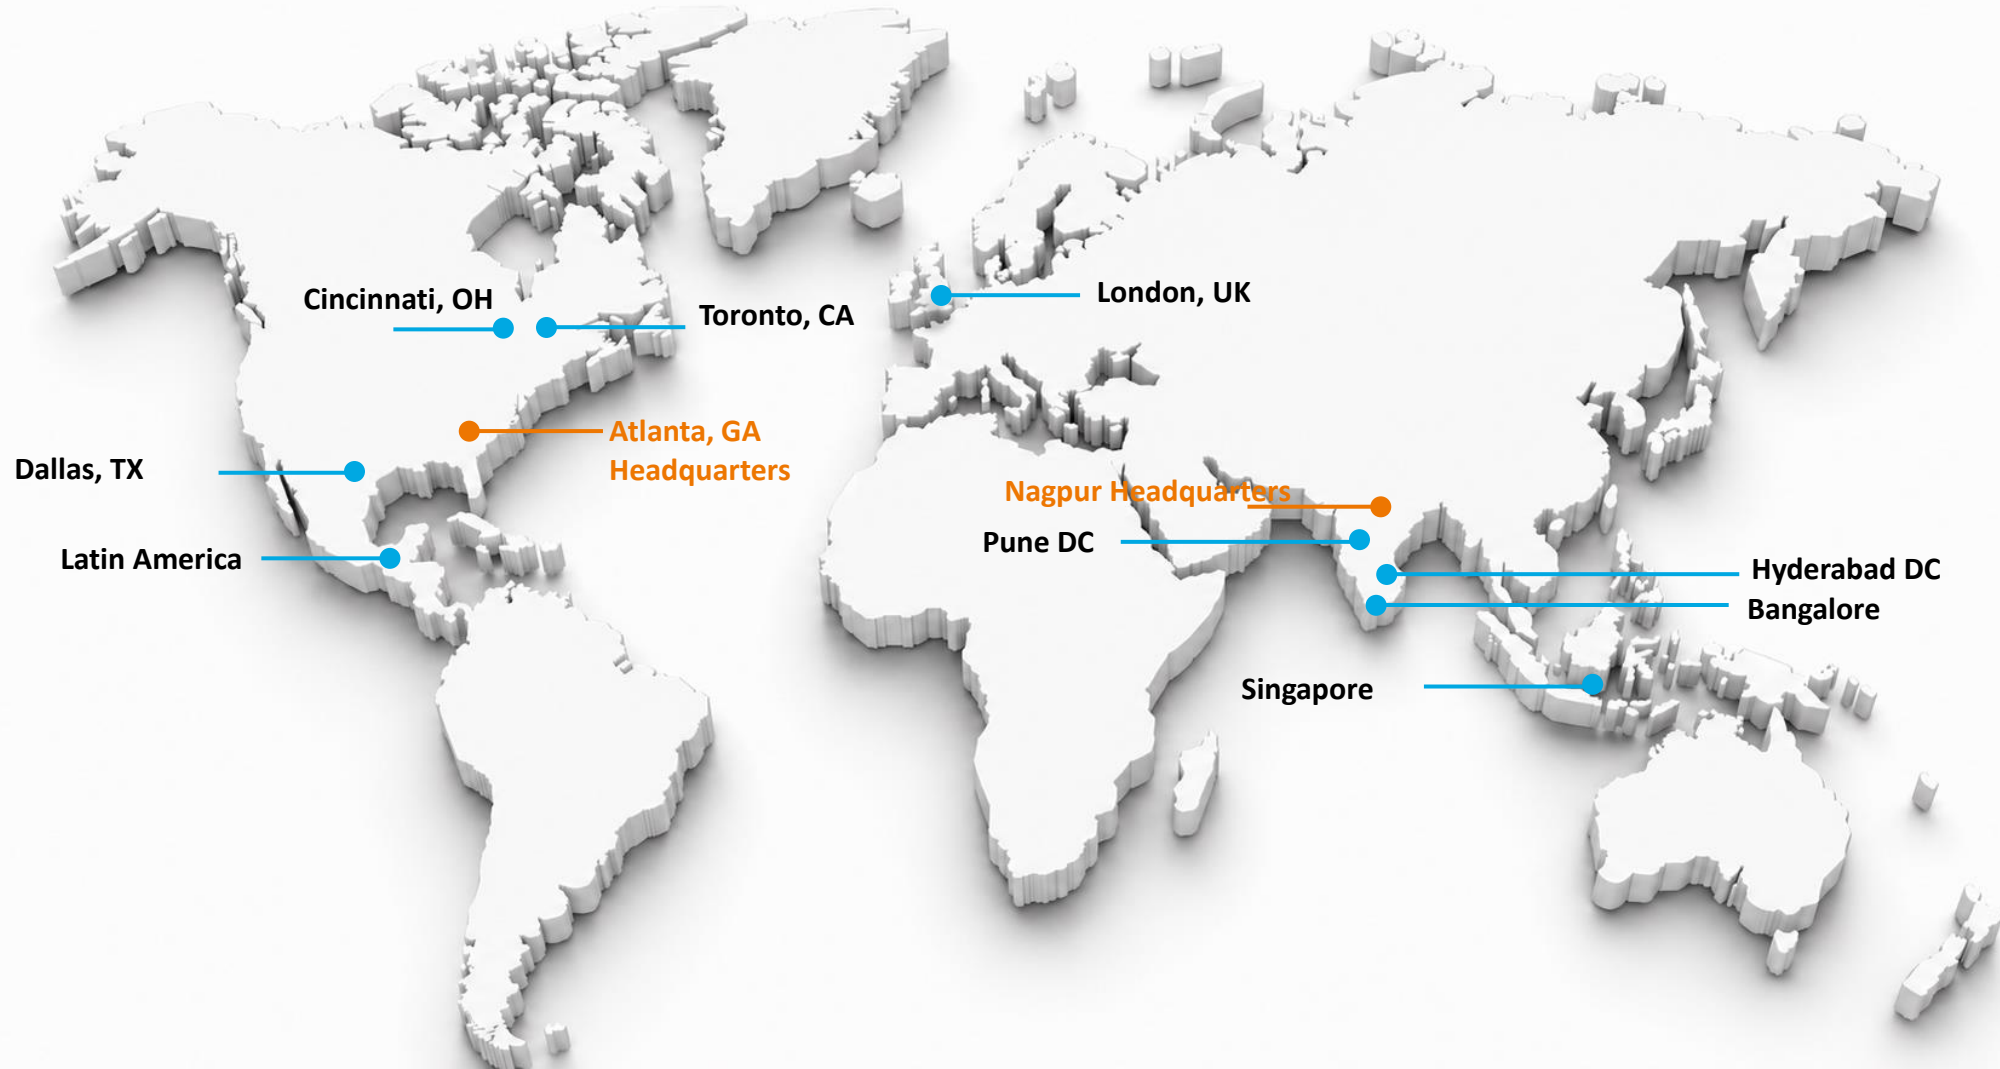 Cincinnati, OH
Toronto, CA
London, UK
Atlanta, GA
Headquarters
Dallas, TX
Nagpur Headquarters
Pune DC
Latin America
Hyderabad DC
Bangalore
Singapore